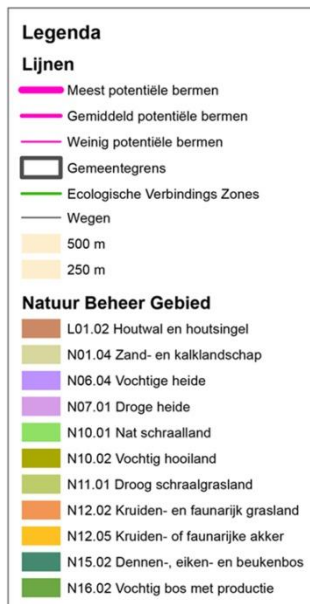 Legenda
Lijnen
Meest potentiële bermen
Gemiddeld potentiële bermen
Weinig potentiële bermen
Gemeentegrens
Ecologische Verbindings Zones
Wegen
500 m
250 m
Natuur Beheer Gebied
L01.02 Houtwal en houtsingel
N01.04 Zand- en kalklandschap
N06.04 Vochtige heide
N07.01 Droge heide
N10.01 Nat schraalland
N10.02 Vochtig hooiland
N11.01 Droog schraalgrasland
N12.02 Kruiden- en faunarijk grasland
N12.05 Kruiden- of faunarijke akker
N15.02 Dennen-, eiken- en beukenbos
N16.02 Vochtig bos met productie